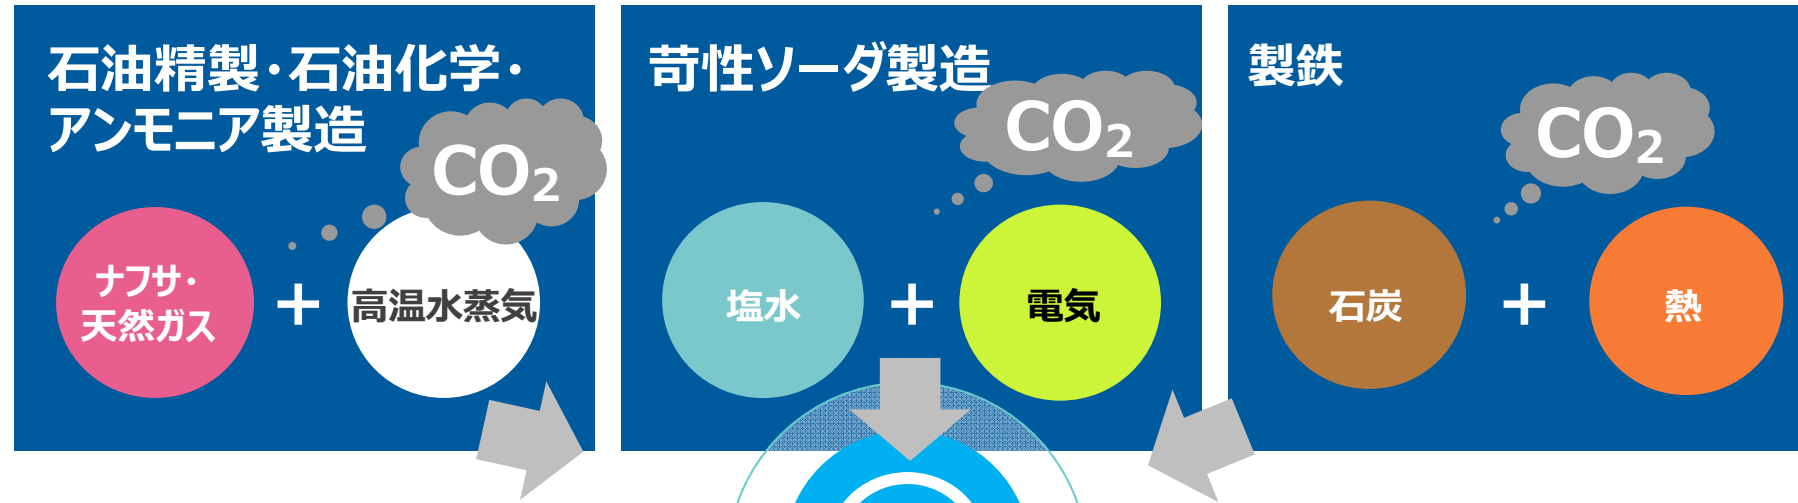 石油精製・石油化学・
アンモニア製造
CO₂
ナフサ・
天然ガス
+
高温水蒸気
苛性ソーダ製造
CO₂
塩水
+
電気
製鉄
CO₂
石炭
+
熱